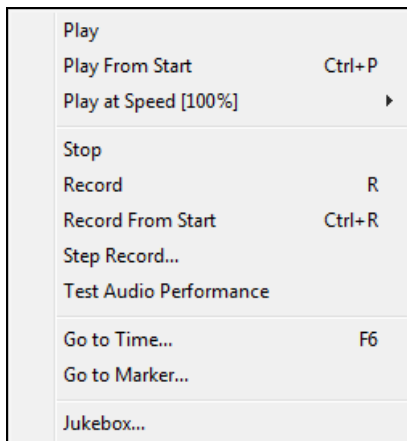 Play
Play From Start Ctrl+P
Play at Speed [100%]
Stop
Record R
Record From Start Ctrl+R
Step Record...
Test Audio Performance
Go to Time... F6
Go to Marker...
Jukebox...